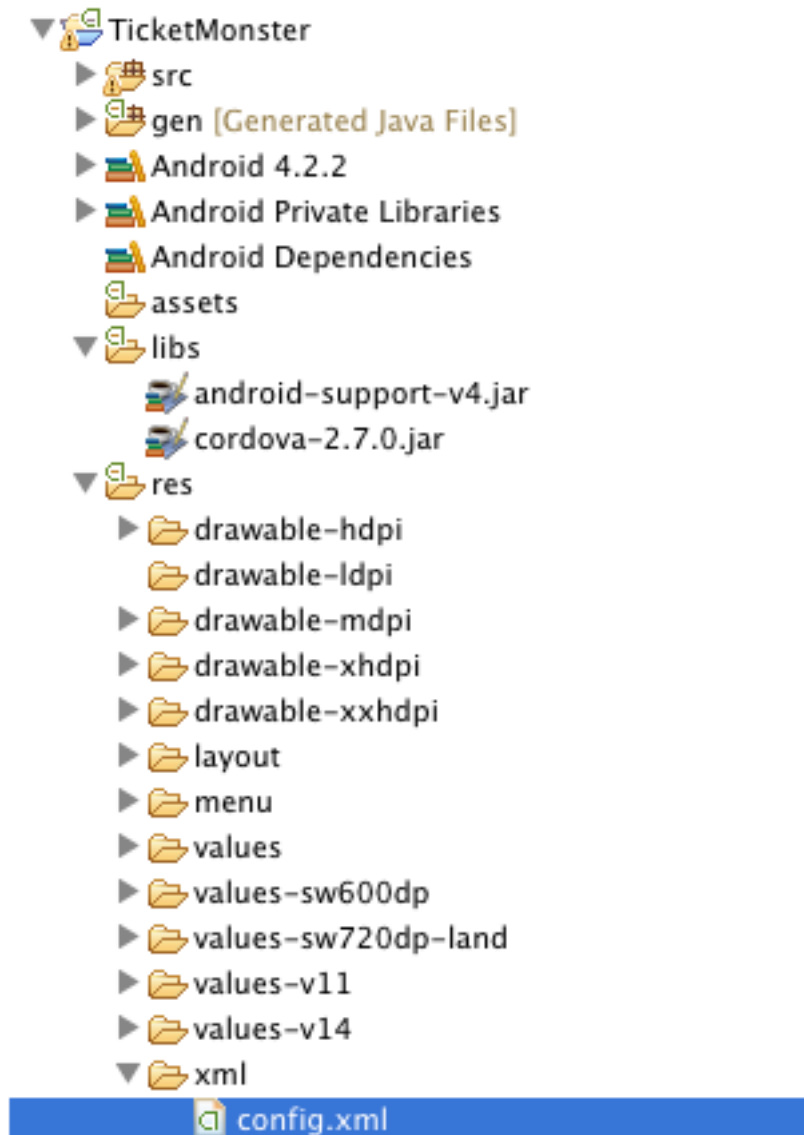 TicketMonster
src
gen [Generated Java Files]
Android 4.2.2
Android Private Libraries
Android Dependencies
assets
libs
android-support-v4.jar
cordova-2.7.0.jar
res
drawable-hdpi
drawable-ldpi
drawable-mdpi
drawable-xhdpi
drawable-xxhdpi
layout
menu
values
values-sw600dp
values-sw720dp-land
values-v11
values-v14
xml
config.xml